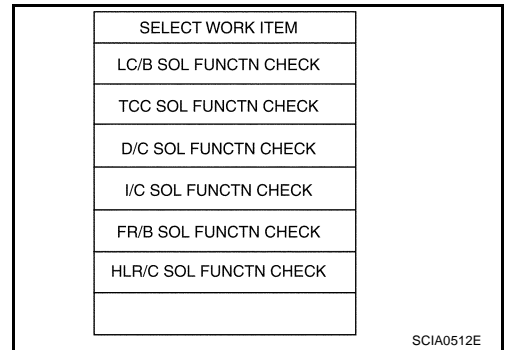 SELECT WORK ITEM
LC/B SOL FUNCTN CHECK
TCC SOL FUNCTN CHECK
D/C SOL FUNCTN CHECK
I/C SOL FUNCTN CHECK
FR/B SOL FUNCTN CHECK
HLR/C SOL FUNCTN CHECK
SCIA0512E